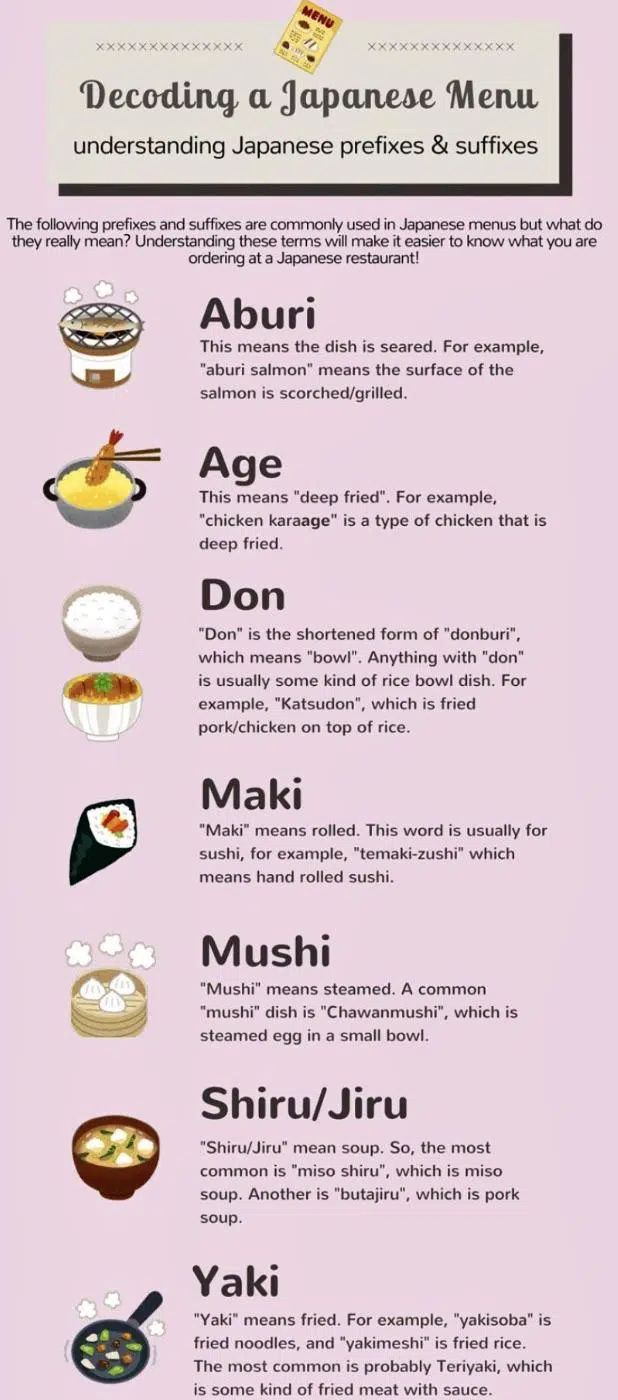 MENU
Decoding a Japanese Menu
understanding Japanese prefixes & suffixes
The following prefixes and suffixes are commonly used in Japanese menus but what do
they really mean? Understanding these terms will make it easier to know what you are
ordering at a Japanese restaurant!
Aburi
This means the dish is seared. For example,
"aburi salmon" means the surface of the
salmon is scorched/grilled.
Age
This means "deep fried". For example,
"chicken karaage" is a type of chicken that is
deep fried.
Don
"Don" is the shortened form of "donburi",
which means "bowl". Anything with "don"
is usually some kind of rice bowl dish. For
example, "Katsudon", which is fried
pork/chicken on top of rice.
Maki
"Maki" means rolled. This word is usually for
sushi, for example, "temaki-zushi" which
means hand rolled sushi.
Mushi
"Mushi" means steamed. A common
"mushi" dish is "Chawanmushi", which is
steamed egg in a small bowl.
Shiru/Jiru
"Shiru/Jiru" mean soup. So, the most
common is "miso shiru", which is miso
soup. Another is "butajiru", which is pork
soup.
Yaki
"Yaki" means fried. For example, "yakisoba" is
fried noodles, and "yakimeshi" is fried rice.
The most common is probably Teriyaki, which
is some kind of fried meat with sauce.